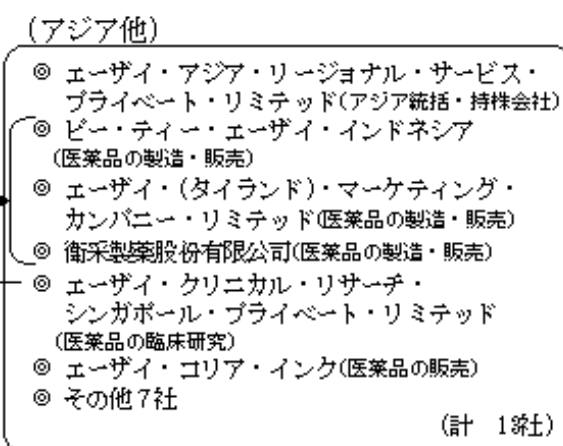 (アジア他)
◎ エーザイ・アジア・リージョナル・サービス・
プライベート・リミテッド(アジア統括・持株会社)
◎ ピー・ティー・エーザイ・インドネシア
(医薬品の製造・販売)
◎ エーザイ・(タイランド)・マーケティング・
カンパニー・リミテッド(医薬品の製造・販売)
◎ 衛采製薬股份有限公司(医薬品の製造・販売)
◎ エーザイ・クリニカル・リサーチ・
シンガポール・プライベート・リミテッド
(医薬品の臨床研究)
◎ エーザイ・コリア・インク(医薬品の販売)
◎ その他7社
(計 13社)